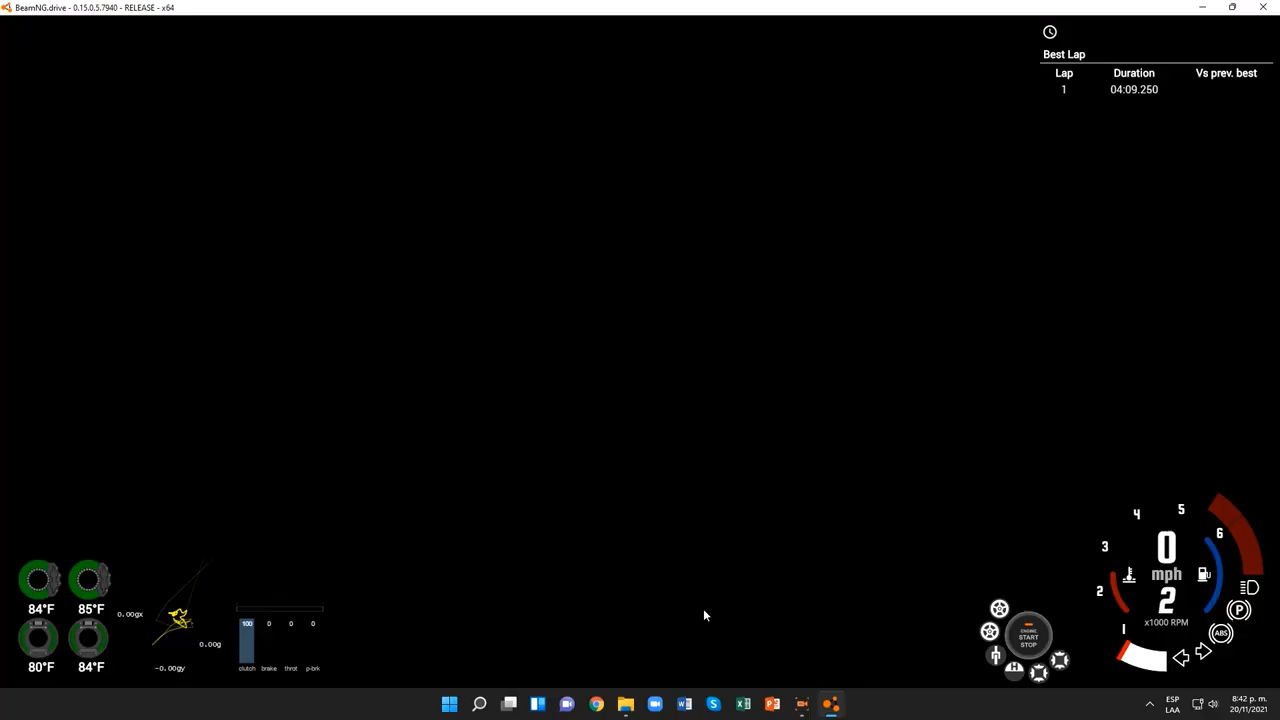 BeamNG.drive - 0.15.0.5.7940 - RELEASE - x64
Best Lap
Lap Duration Vs prev. best
1 04:09.250
84°F 85°F
80°F 84°F
0.00gx
0.00g
-0.00gy
100 0 0 0
clutch brake throt p-brk
ENGINE
START
STOP
H
1
2
3
4
5
6
0
mph
2
x1000 RPM
P
ABS
ESP
LAA
8:42 p. m.
20/11/2021